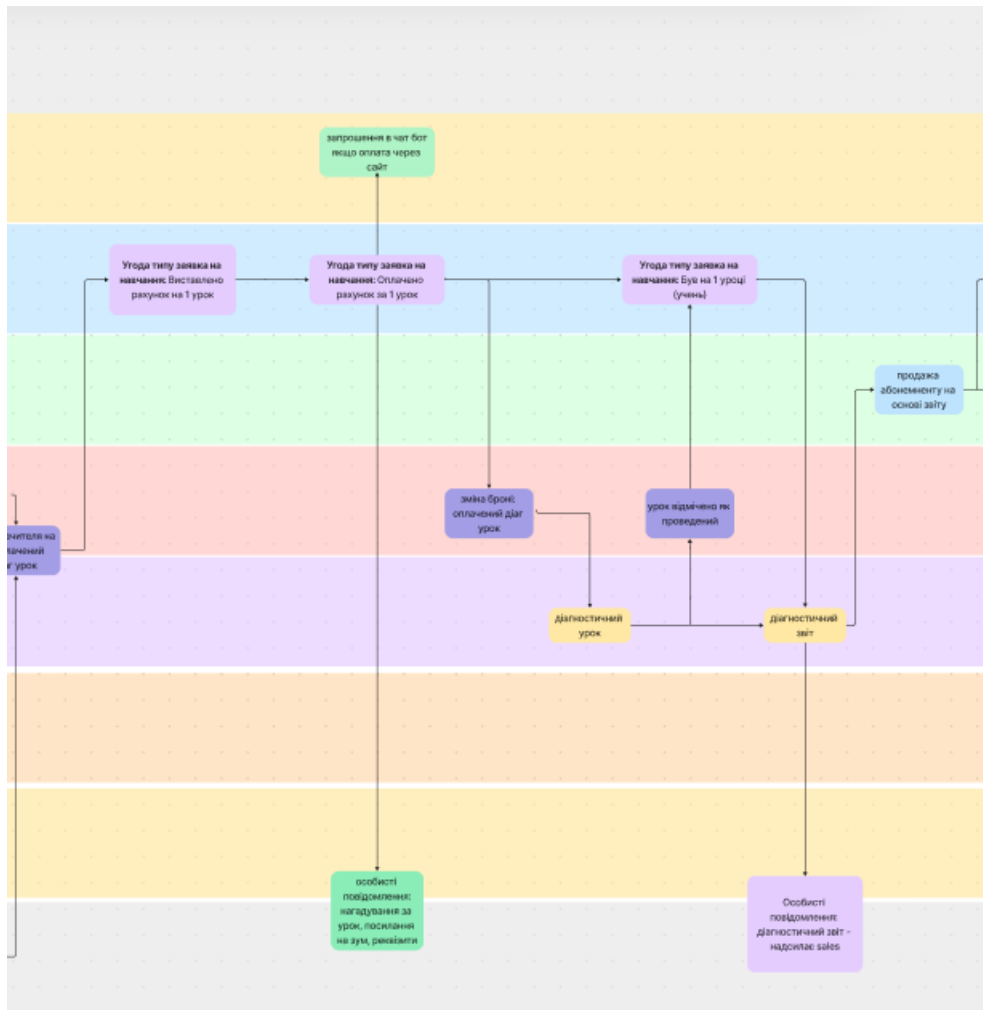 запрошення в чат бот
якщо оплата через
сайт
Угода типу заявка на
навчання: Виставлено
рахунок на 1 урок
Угода типу заявка на
навчання: Оплачено
рахунок за 1 урок
Угода типу заявка на
навчання: Був на 1 уроці
(учень)
продажа
абонемненту на
основі звіту
зміна броні:
оплачений діаг
урок
урок відмічено як
проведений
на
урок
діагностичний
урок
діагностичний
звіт
особисті
повідомлення:
нагадування за
урок, посилання
на зум, реквізити
Особисті
повідомлення:
діагностичний звіт -
надсилає sales